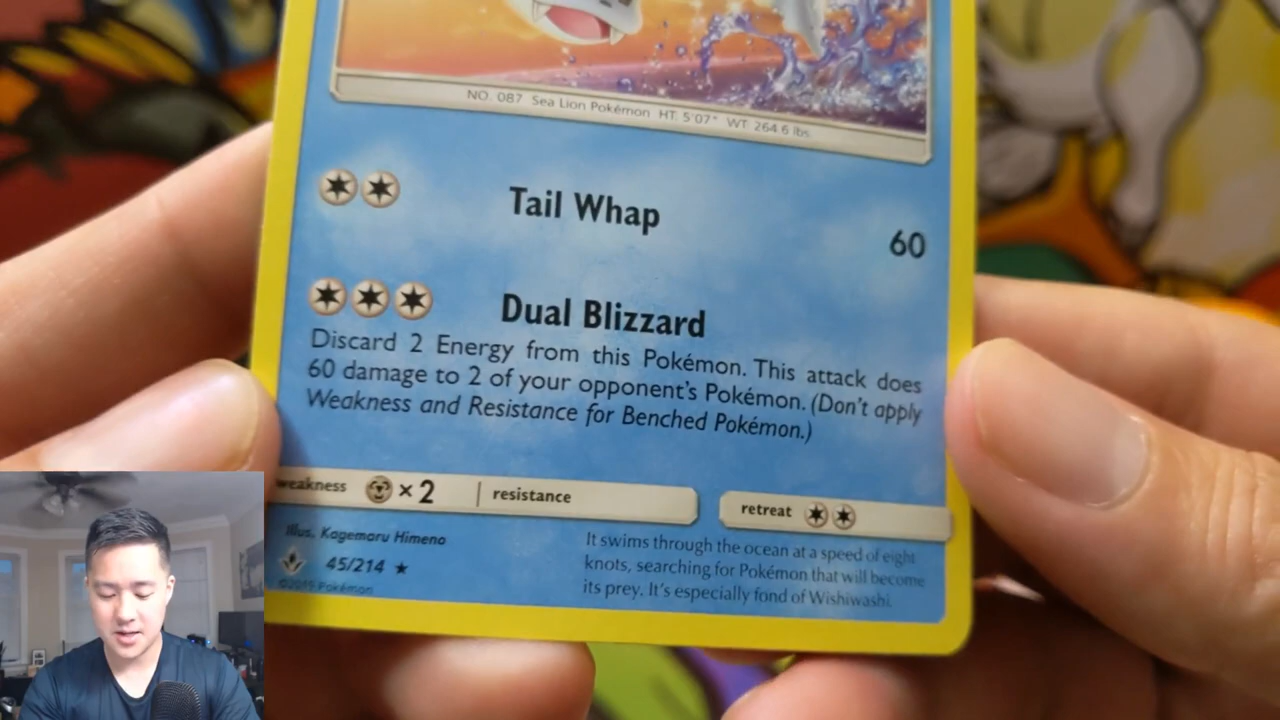 NO. 087 Sea Lion Pokémon HT: 5'07" WT: 264.6 lbs.
Tail Whap
60
Dual Blizzard
Discard 2 Energy from this Pokémon. This attack does
60 damage to 2 of your opponent's Pokémon. (Don't apply
Weakness and Resistance for Benched Pokémon.)
weakness ×2 resistance
retreat
Illus. Kagemaru Himeno
45/214 ★
©2019 Pokémon
It swims through the ocean at a speed of eight
knots, searching for Pokémon that will become
its prey. It's especially fond of Wishiwashi.